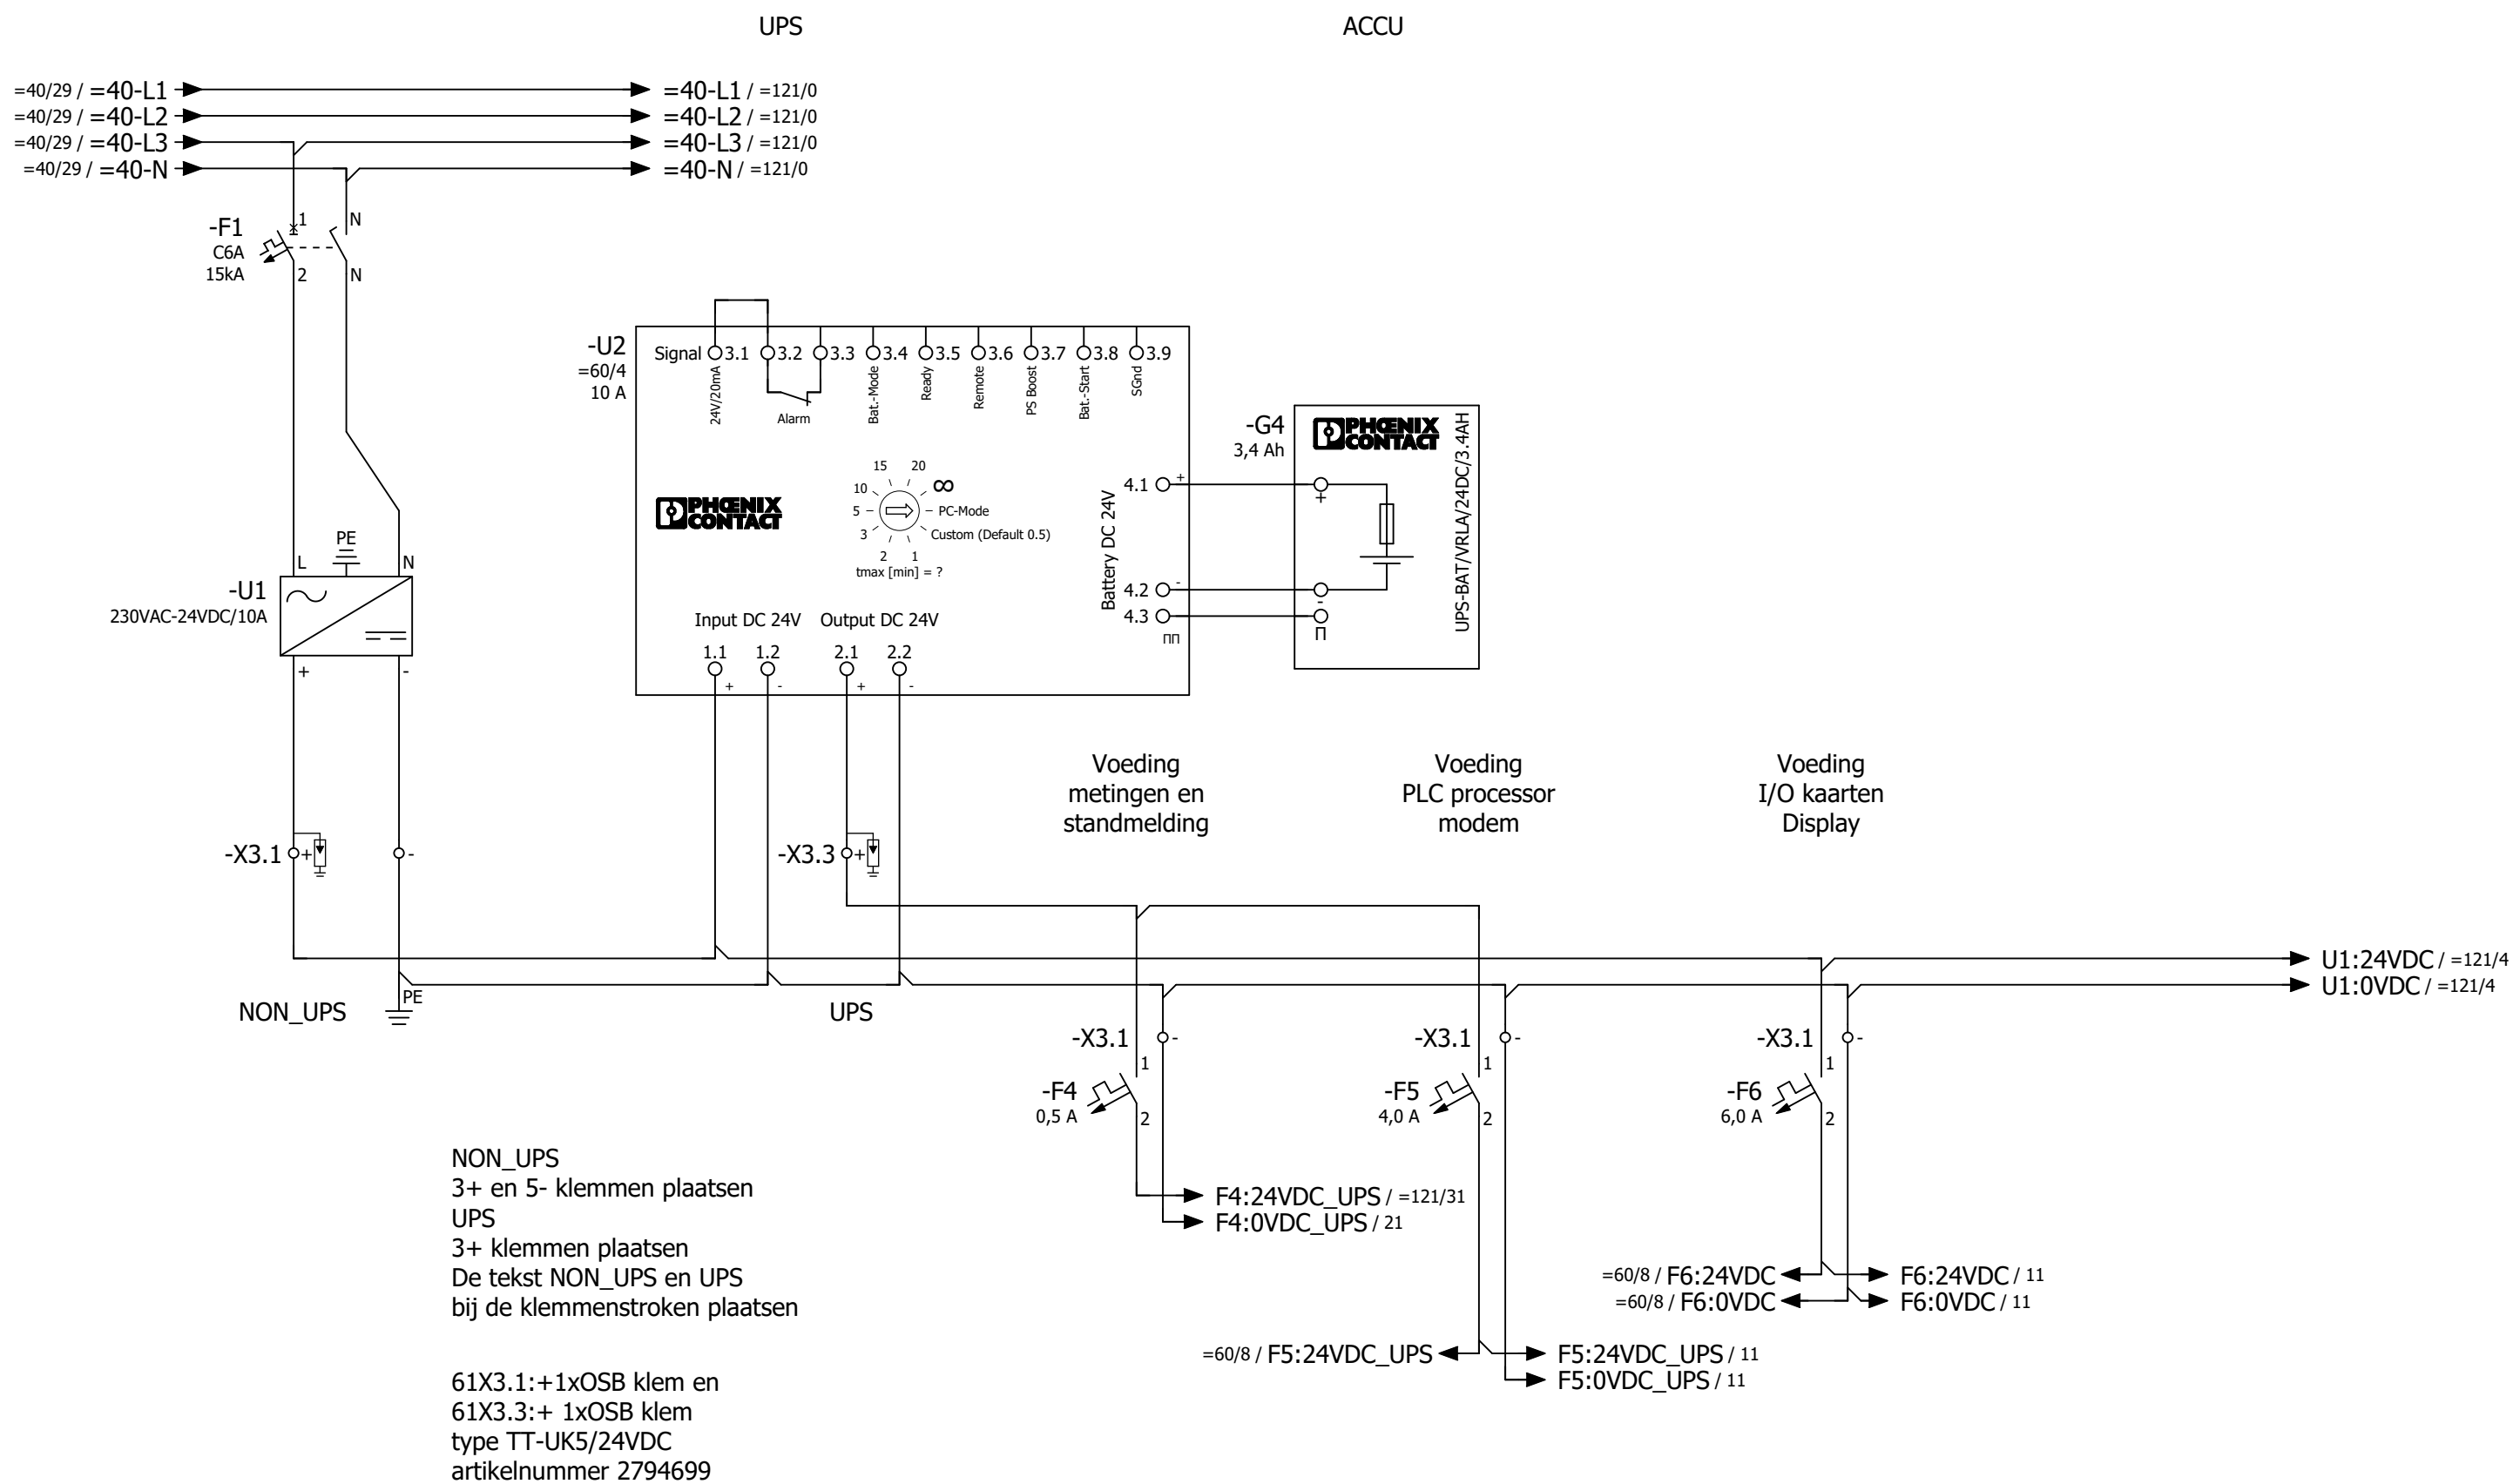 UPS
ACCU
=40/29 / =40-L1
=40-L1 / =121/0
=40/29 / =40-L2
=40-L2 / =121/0
=40/29 / =40-L3
=40-L3 / =121/0
=40/29 / =40-N
=40-N / =121/0
-F1
C6A
15kA
1
2
N
N
-U2
=60/4
10 A
Signal
3.1
3.2
3.3
3.4
3.5
3.6
3.7
3.8
3.9
24V/20mA
Alarm
Bat.-Mode
Ready
Remote
PS Boost
Bat.-Start
SGnd
PHŒNIX
CONTACT
15
20
10
∞
5
PC-Mode
3
Custom (Default 0.5)
2
1
tmax [min] = ?
Battery DC 24V
4.1
+
4.2
-
4.3
ПП
-G4
3,4 Ah
PHŒNIX
CONTACT
UPS-BAT/VRLA/24DC/3.4AH
+
-
П
L
PE
N
-U1
230VAC-24VDC/10A
+
-
Input DC 24V
Output DC 24V
1.1
1.2
2.1
2.2
+
-
+
-
Voeding
metingen en
standmelding
Voeding
PLC processor
modem
Voeding
I/O kaarten
Display
-X3.1
+
-
-X3.3
+
U1:24VDC / =121/4
U1:0VDC / =121/4
NON_UPS
PE
UPS
-X3.1
-
-X3.1
-
-X3.1
-
-F4
0,5 A
1
2
-F5
4,0 A
1
2
-F6
6,0 A
1
2
F4:24VDC_UPS / =121/31
F4:0VDC_UPS / 21
=60/8 / F6:24VDC
F6:24VDC / 11
=60/8 / F6:0VDC
F6:0VDC / 11
=60/8 / F5:24VDC_UPS
F5:24VDC_UPS / 11
F5:0VDC_UPS / 11
NON_UPS
3+ en 5- klemmen plaatsen
UPS
3+ klemmen plaatsen
De tekst NON_UPS en UPS
bij de klemmenstroken plaatsen
61X3.1:+1xOSB klem en
61X3.3:+ 1xOSB klem
type TT-UK5/24VDC
artikelnummer 2794699